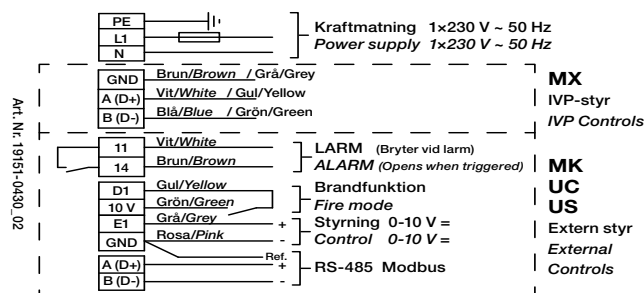 PE
L1
N
Kraftmatning 1×230 V ~ 50 Hz
Power supply 1×230 V ~ 50 Hz
GND Brun/Brown / Grå/Grey
A (D+) Vit/White / Gul/Yellow
B (D-) Blå/Blue / Grön/Green
MX
IVP-styr
IVP Controls
Art. Nr. 19151-0430_02
11 Vit/White
14 Brun/Brown
LARM (Bryter vid larm)
ALARM (Opens when triggered)
D1 Gul/Yellow
10 V Grön/Green
Brandfunktion
Fire mode
E1 Grå/Grey +
GND Rosa/Pink -
Styrning 0-10 V =
Control 0-10 V =
Ref.
A (D+) +
B (D-) -
RS-485 Modbus
MK
UC
US
Extern styr
External
Controls